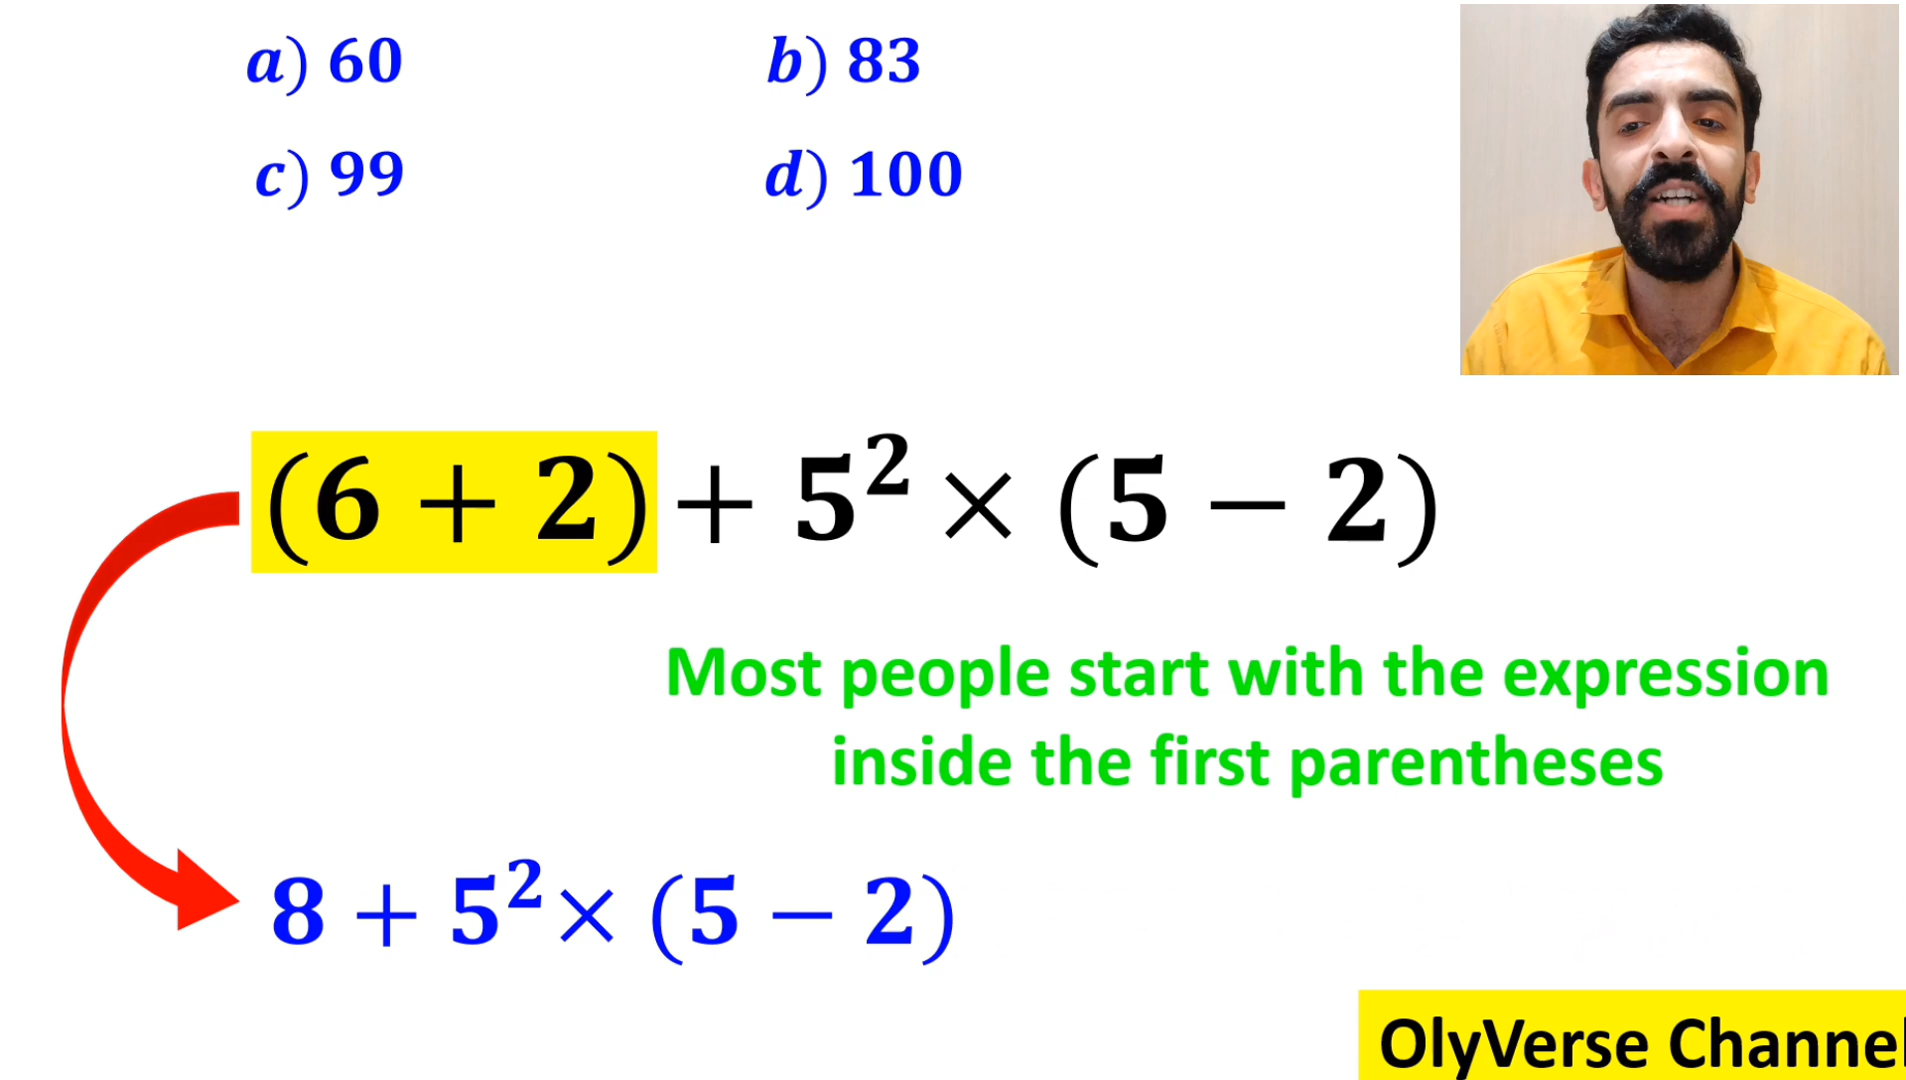 a) 60 b) 83
c) 99 d) 100
(6 + 2) + 5² × (5 − 2)
Most people start with the expression
inside the first parentheses
8 + 5² × (5 − 2)
OlyVerse Channel